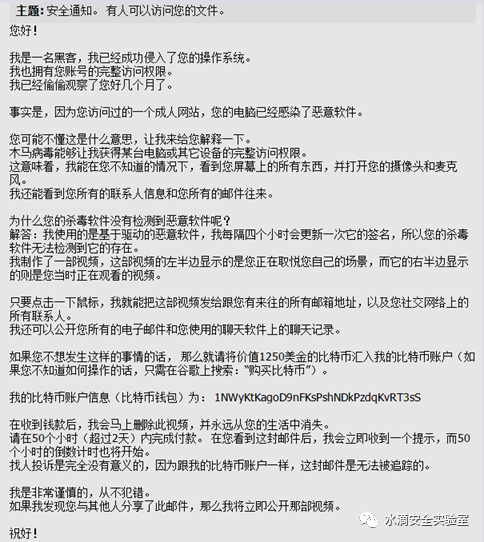 主题:安全通知。 有人可以访问您的文件。
您好!
我是一名黑客，我已经成功侵入了您的操作系统。
我也拥有您账号的完整访问权限。
我已经偷偷观察了您好几个月了。
事实是，因为您访问过的一个成人网站，您的电脑已经感染了恶意软件。
您可能不懂这是什么意思，让我来给您解释一下。
木马病毒能够让我获得某台电脑或其它设备的完整访问权限。
这意味着，我能在您不知道的情况下，看到您屏幕上的所有东西，并打开您的摄像头和麦克
风。
我还能看到您所有的联系人信息和您所有的邮件往来。
为什么您的杀毒软件没有检测到恶意软件呢？
解答：我使用的是基于驱动的恶意软件，我每隔四个小时会更新一次它的签名，所以您的杀毒
软件无法检测到它的存在。
我制作了一部视频，这部视频的左半边显示的是您正在取悦您自己的场景，而它的右半边显示
的则是您当时正在观看的视频。
只要点击一下鼠标，我就能把这部视频发给跟您有来往的所有邮箱地址，以及您社交网络上的
所有联系人。
我还可以公开您所有的电子邮件和您使用的聊天软件上的聊天记录。
如果您不想发生这样的事情的话， 那么就请将价值1250美金的比特币汇入我的比特币账户（如
果您不知道如何操作的话，只需在谷歌上搜索：“购买比特币”）。
我的比特币账户信息（比特币钱包）为： 1NWyKtKagoD9nFKsPshNDkPzdqKvRT3sS
在收到钱款后，我会马上删除此视频，并永远从您的生活中消失。
请在50个小时（超过2天）内完成付款。 在您看到这封邮件后，我会立即收到一个提示，而50
个小时的倒数计时也将开始。
找人投诉是完全没有意义的，因为跟我的比特币账户一样，这封邮件是无法被追踪的。
我是非常谨慎的，从不犯错。
如果我发现您与其他人分享了此邮件，那么我将立即公开那部视频。
祝好!
水滴安全实验室